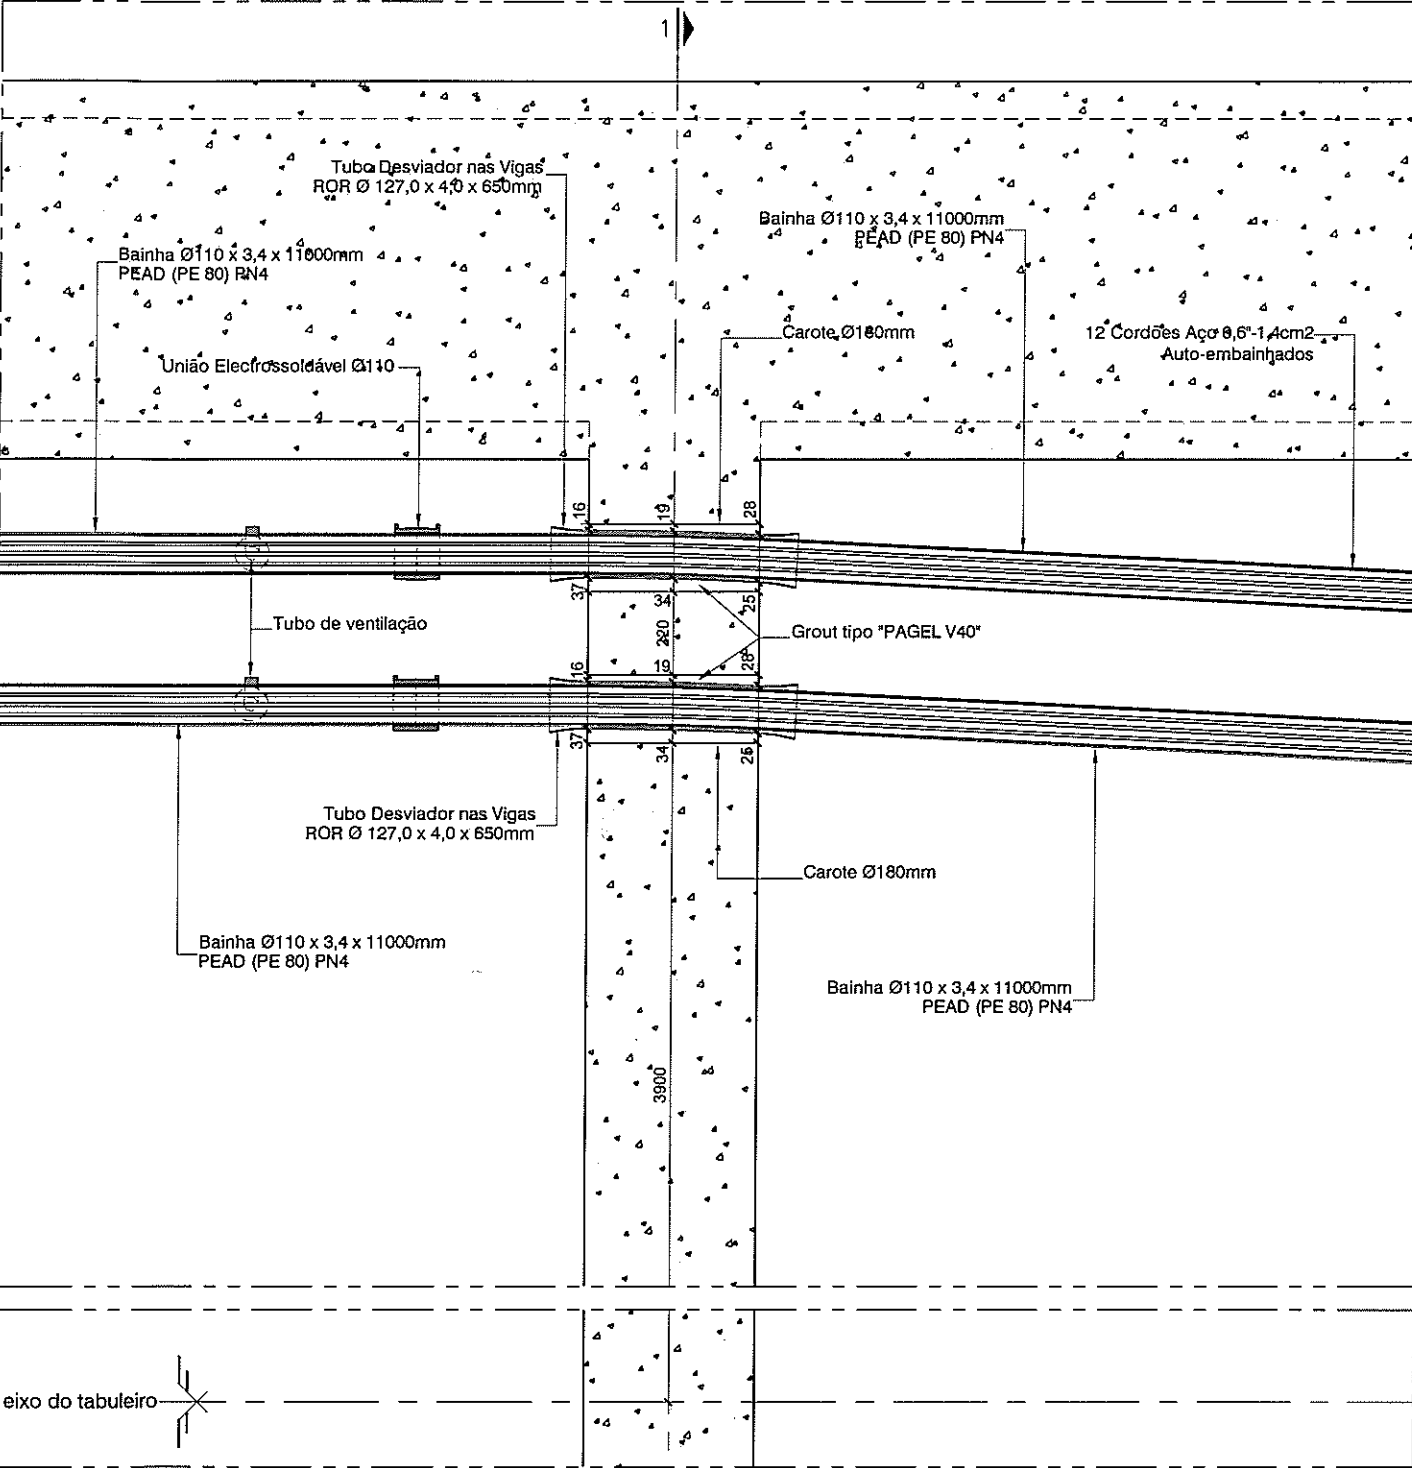 1
Tubo Desviador nas Vigas
ROR Ø 127,0 x 4,0 x 650mm
Bainha Ø110 x 3,4 x 11000mm
PEAD (PE 80) PN4
Bainha Ø110 x 3,4 x 11000mm
PEAD (PE 80) PN4
Carote Ø180mm
12 Cordões Aço 0,6"-1,4cm2
Auto-embainhados
União Electrossoldável Ø110
16
19
28
37
34
25
Tubo de ventilação
220
Grout tipo "PAGEL V40"
16
19
28
37
34
25
Tubo Desviador nas Vigas
ROR Ø 127,0 x 4,0 x 650mm
Carote Ø180mm
Bainha Ø110 x 3,4 x 11000mm
PEAD (PE 80) PN4
Bainha Ø110 x 3,4 x 11000mm
PEAD (PE 80) PN4
3900
eixo do tabuleiro